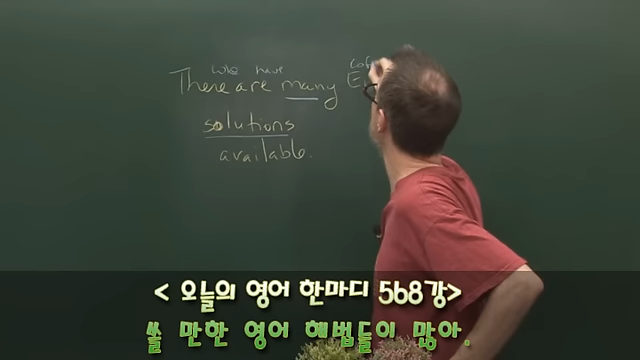 we have
There are many
solutions
available.
< 오늘의 영어 한마디 568강>
쓸 만한 영어 해법들이 많아.